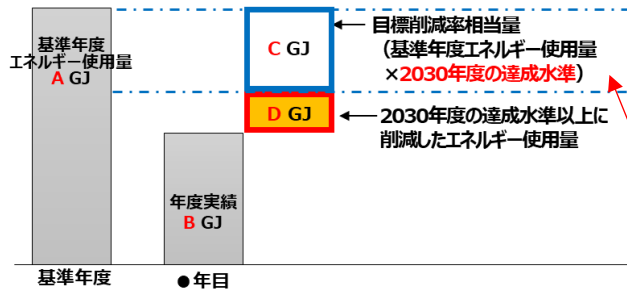 基準年度
エネルギー使用量
A GJ
C GJ
目標削減率相当量
（基準年度エネルギー使用量
×2030年度の達成水準）
D GJ
2030年度の達成水準以上に
削減したエネルギー使用量
年度実績
B GJ
基準年度
●年目